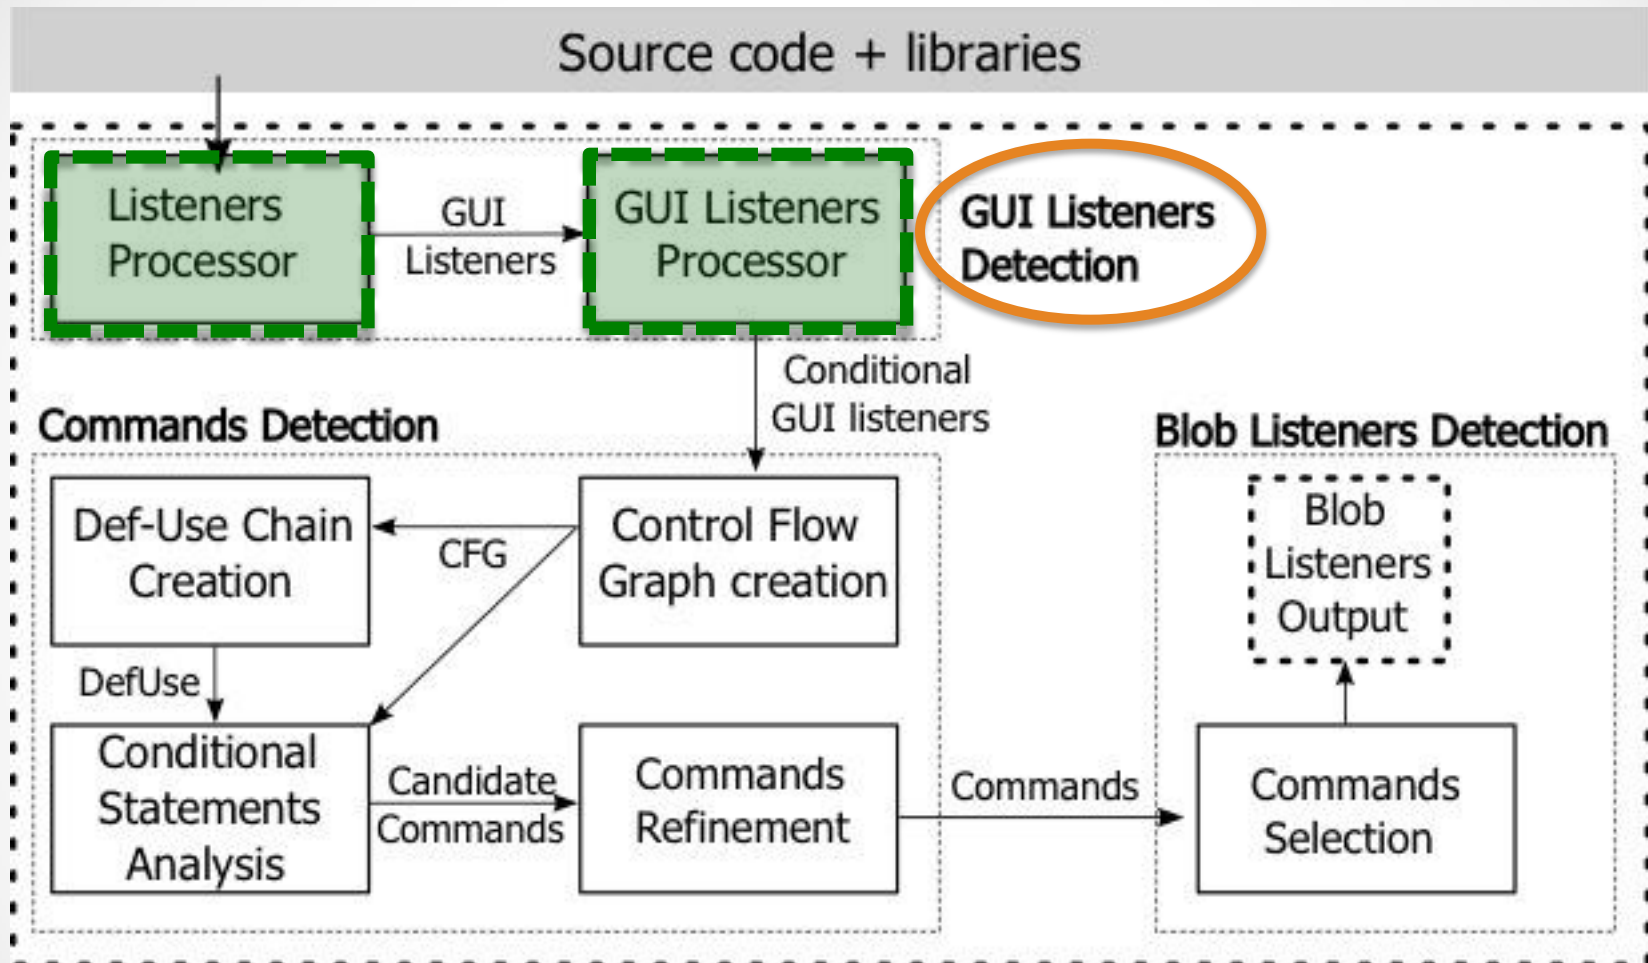 Source code + libraries
Listeners
Processor
GUI
Listeners
GUI Listeners
Processor
GUI Listeners
Detection
Conditional
GUI listeners
Commands Detection
Def-Use Chain
Creation
CFG
Control Flow
Graph creation
DefUse
Conditional
Statements
Analysis
Candidate
Commands
Commands
Refinement
Commands
Blob Listeners Detection
Blob
Listeners
Output
Commands
Selection